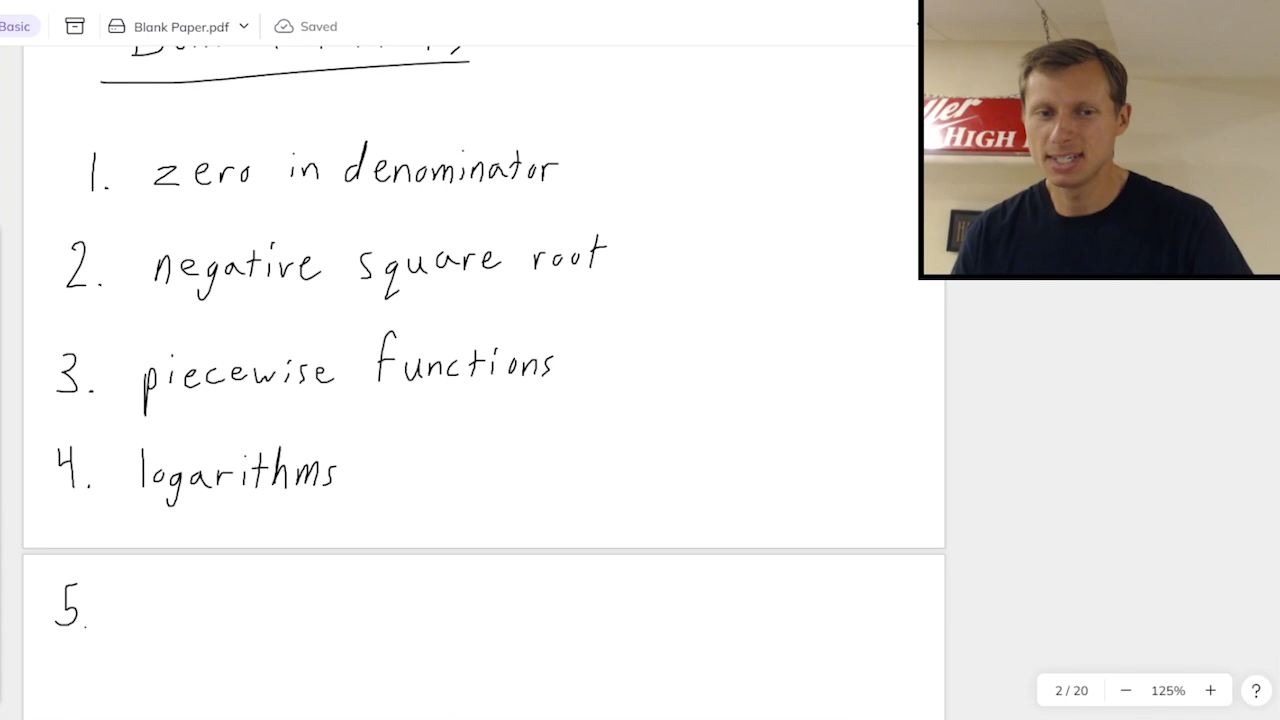 Basic
Blank Paper.pdf
Saved
1. zero in denominator
2. negative square root
3. piecewise functions
4. logarithms
5.
HIGH
2 / 20
125%
?